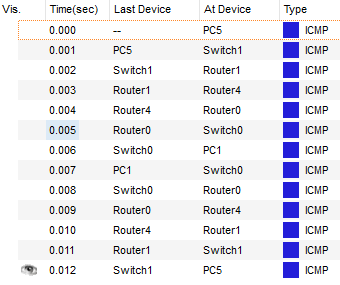 Vis. Time(sec) Last Device At Device Type
0.000 -- PC5 ICMP
0.001 PC5 Switch1 ICMP
0.002 Switch1 Router1 ICMP
0.003 Router1 Router4 ICMP
0.004 Router4 Router0 ICMP
0.005 Router0 Switch0 ICMP
0.006 Switch0 PC1 ICMP
0.007 PC1 Switch0 ICMP
0.008 Switch0 Router0 ICMP
0.009 Router0 Router4 ICMP
0.010 Router4 Router1 ICMP
0.011 Router1 Switch1 ICMP
0.012 Switch1 PC5 ICMP